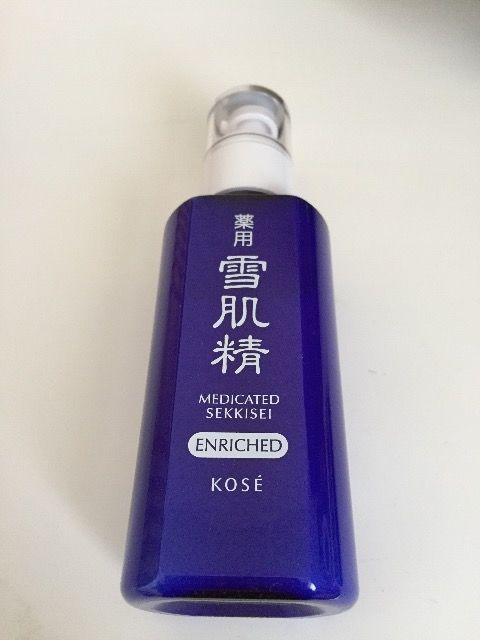 薬用
雪肌精
MEDICATED
SEKKISEI
ENRICHED
KOSÉ